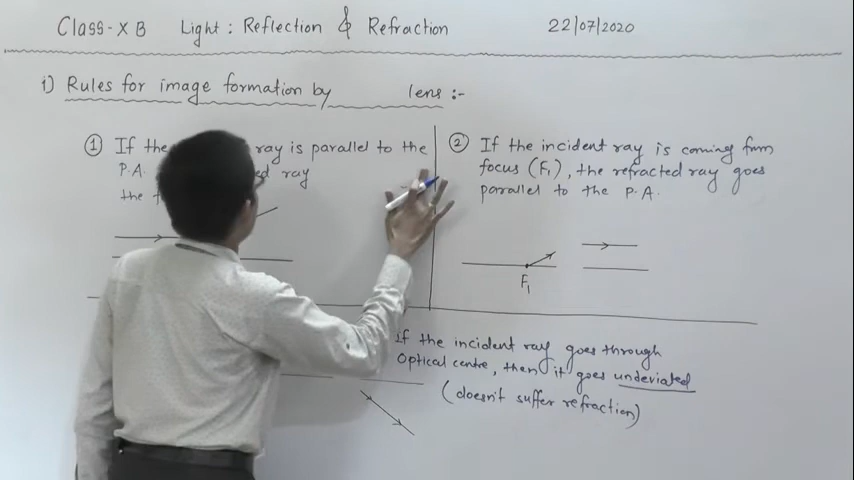 Class-X B Light: Reflection & Refraction 22/07/2020
i) Rules for image formation by lens :-
① If the ray is parallel to the
P.A. ray
the
② If the incident ray is coming from
focus (F₁), the refracted ray goes
parallel to the P.A.
F₁
If the incident ray goes through
Optical centre, then it goes undeviated
(doesn't suffer refraction)